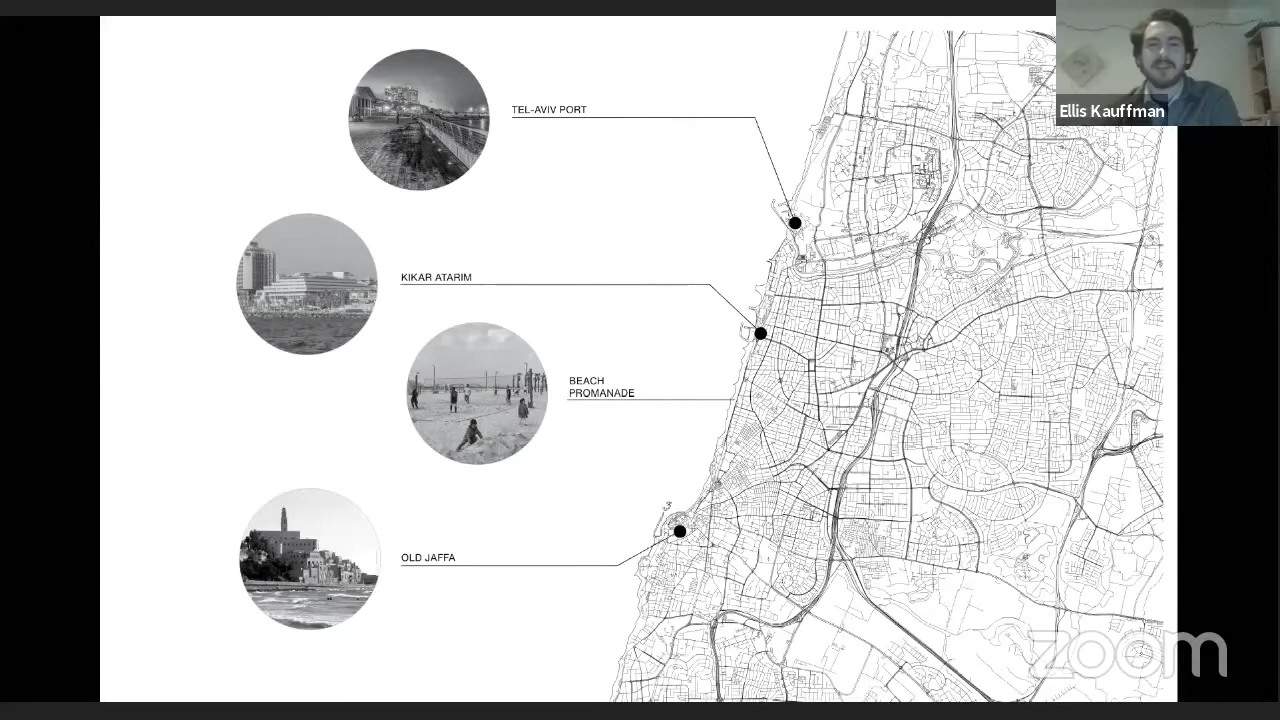 TEL-AVIV PORT
Ellis Kauffman
KIKAR ATARIM
BEACH
PROMANADE
OLD JAFFA
zoom